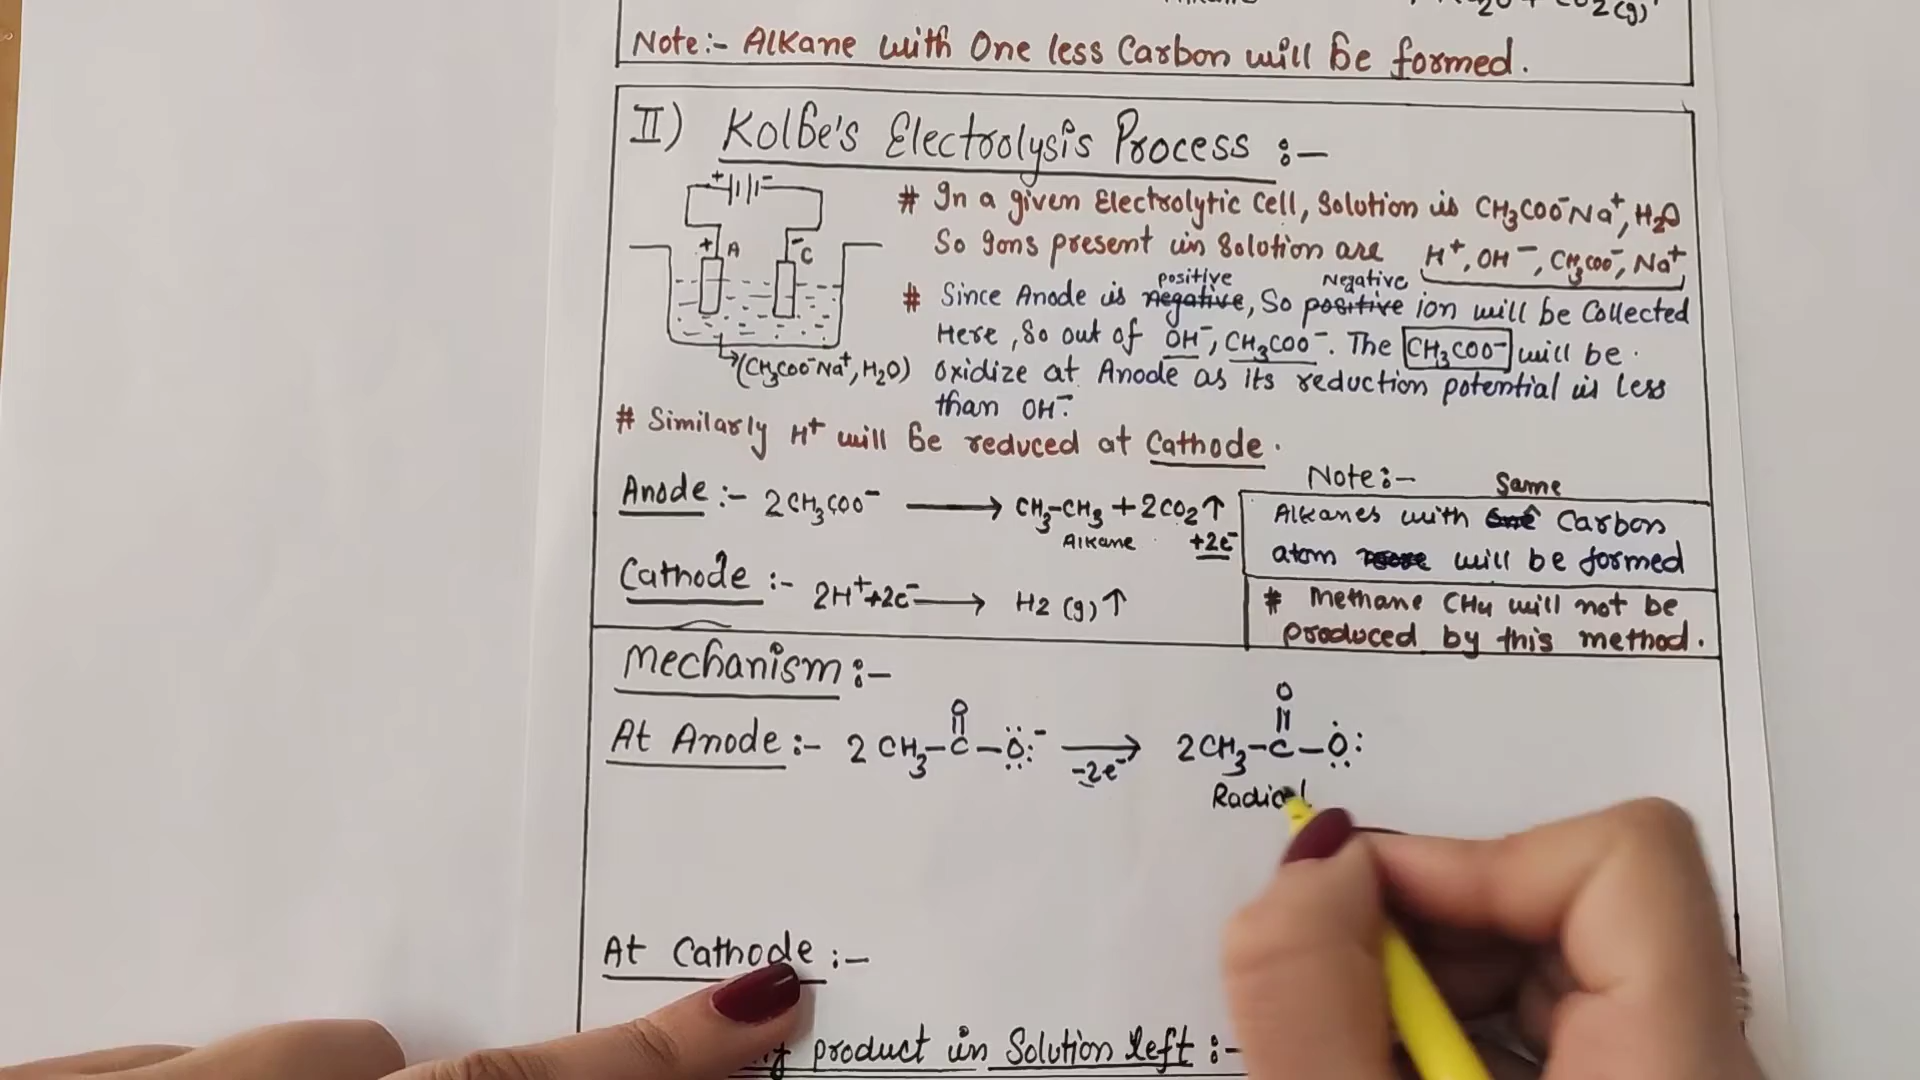 2O + CO2(g)
Note:- Alkane with One less Carbon will be formed.
II) Kolbe's Electrolysis Process :-
# In a given Electrolytic Cell, Solution is CH3COO⁻Na⁺, H2O
So Ions present in Solution are H⁺, OH⁻, CH3COO⁻, Na⁺
positive Negative
# Since Anode is negative, So positive ion will be Collected
Here, So out of OH⁻, CH3COO⁻. The CH3COO⁻ will be
oxidize at Anode as its reduction potential is less
than OH⁻.
+ -
+ A - C
(CH3COO⁻Na⁺, H2O)
# Similarly H⁺ will be reduced at Cathode.
Anode :- 2CH3COO⁻ → CH3-CH3 + 2CO2↑
Alkane +2e⁻
Cathode :- 2H⁺+2e⁻ → H2 (g)↑
Note:-
Same
Alkanes with one Carbon
atom more will be formed
# Methane CH4 will not be
produced by this method.
Mechanism:-
O O
At Anode:- 2CH3-C-O:⁻ → 2CH3-C-O:
-2e⁻
Radical
At Cathode :-
product in Solution left :-